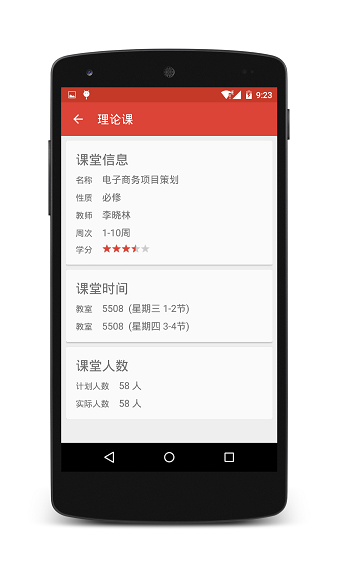 9:23
理论课
课堂信息
名称 电子商务项目策划
性质 必修
教师 李晓林
周次 1-10周
学分
课堂时间
教室 5508 (星期三 1-2节)
教室 5508 (星期四 3-4节)
课堂人数
计划人数 58 人
实际人数 58 人